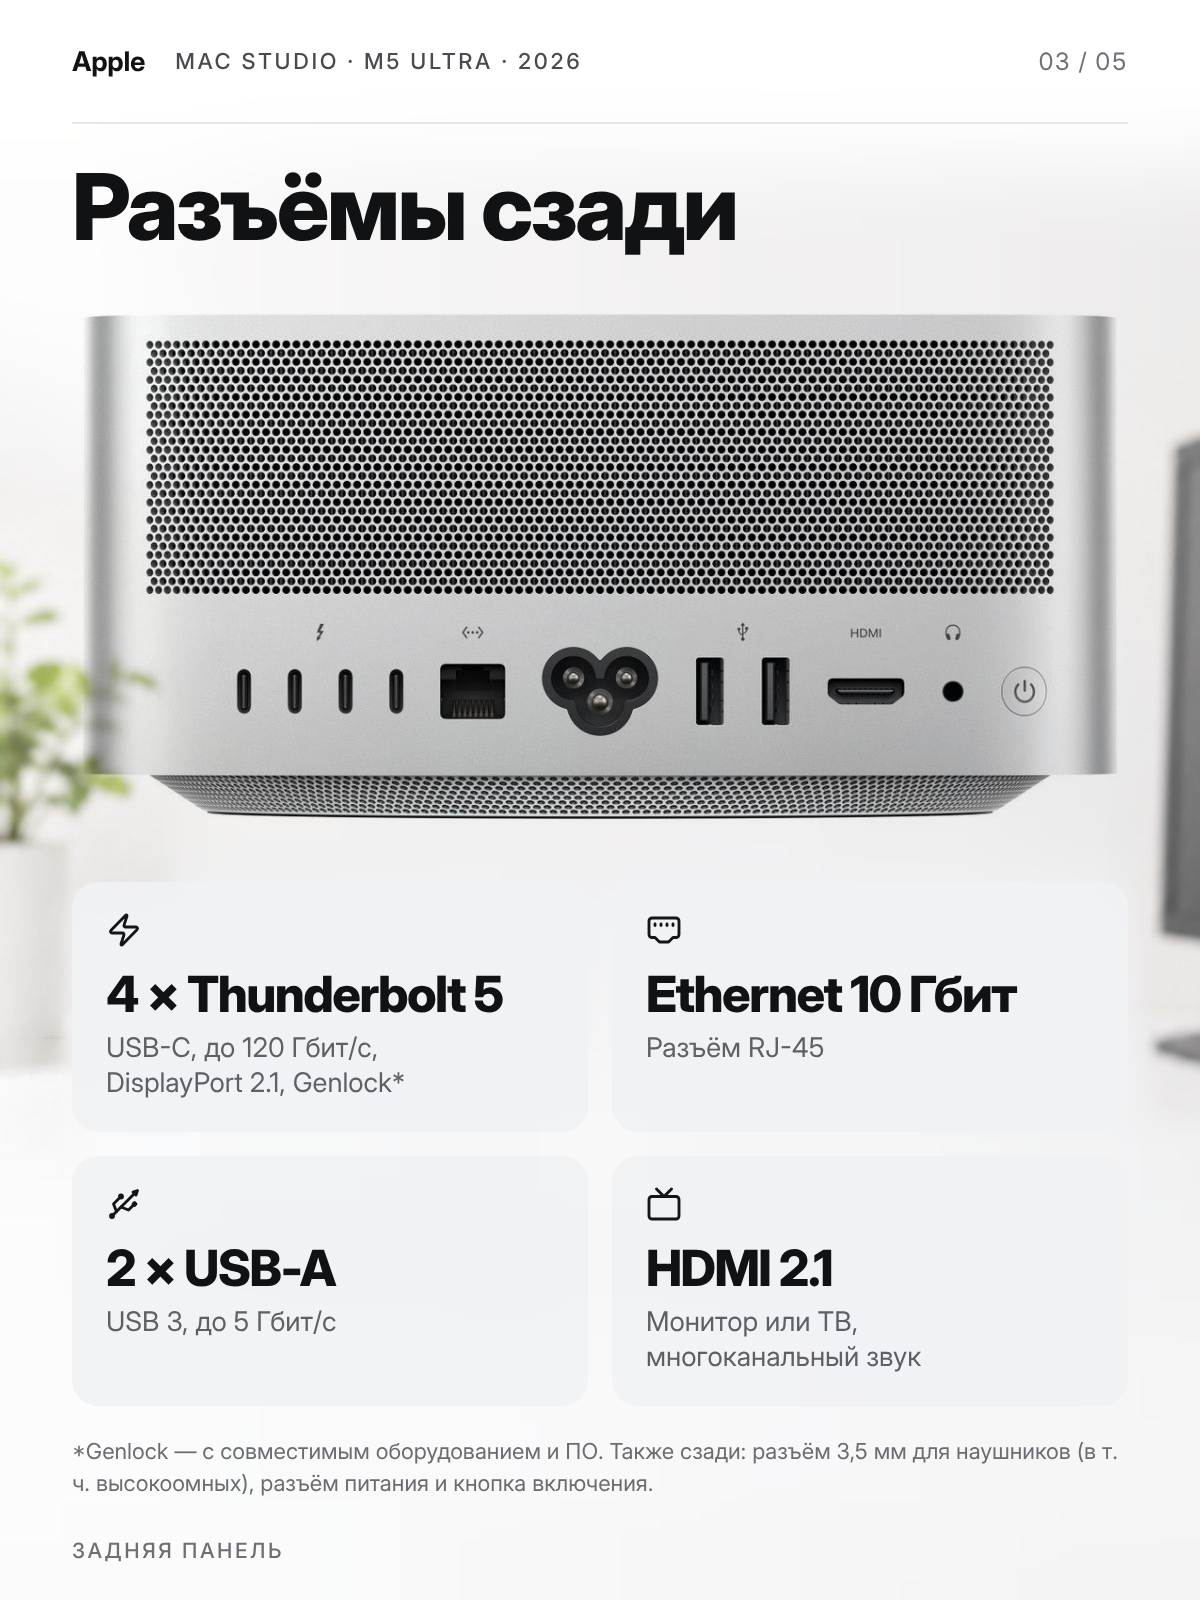 Apple MAC STUDIO · M5 ULTRA · 2026 03 / 05
Разъёмы сзади
HDMI
4 × Thunderbolt 5
USB-C, до 120 Гбит/с,
DisplayPort 2.1, Genlock*
Ethernet 10 Гбит
Разъём RJ-45
2 × USB-A
USB 3, до 5 Гбит/с
HDMI 2.1
Монитор или ТВ,
многоканальный звук
*Genlock — с совместимым оборудованием и ПО. Также сзади: разъём 3,5 мм для наушников (в т.
ч. высокоомных), разъём питания и кнопка включения.
ЗАДНЯЯ ПАНЕЛЬ